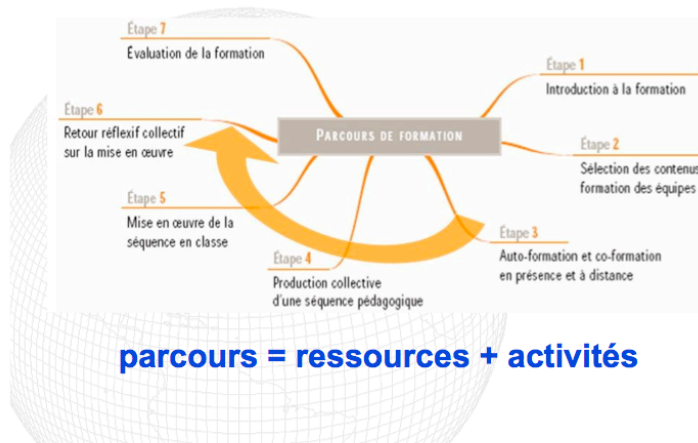 Étape 7
Évaluation de la formation
Étape 1
Introduction à la formation
Étape 6
Retour réflexif collectif
sur la mise en œuvre
PARCOURS DE FORMATION
Étape 2
Sélection des contenus
formation des équipes
Étape 5
Mise en œuvre de la
séquence en classe
Étape 3
Auto-formation et co-formation
en présence et à distance
Étape 4
Production collective
d'une séquence pédagogique
parcours = ressources + activités